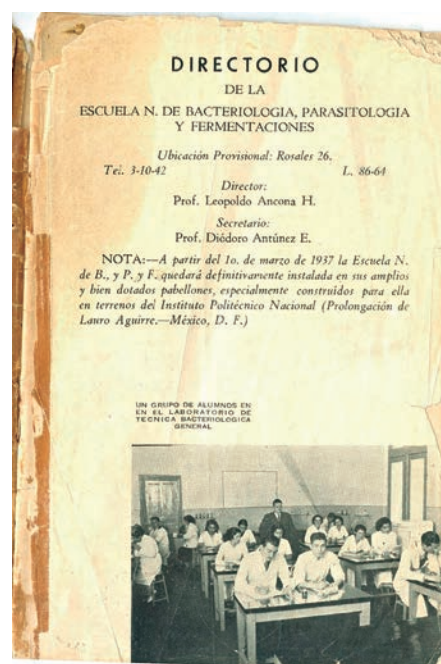 DIRECTORIO
DE LA
ESCUELA N. DE BACTERIOLOGIA, PARASITOLOGIA
Y FERMENTACIONES
Ubicación Provisional: Rosales 26.
Tel. 3-10-42 L. 86-64
Director:
Prof. Leopoldo Ancona H.
Secretario:
Prof. Diódoro Antúnez E.
NOTA:—A partir del 1o. de marzo de 1937 la Escuela N.
de B., y P. y F. quedará definitivamente instalada en sus amplios
y bien dotados pabellones, especialmente construídos para ella
en terrenos del Instituto Politécnico Nacional (Prolongación de
Lauro Aguirre.—México, D. F.)
UN GRUPO DE ALUMNOS EN
EN EL LABORATORIO DE
TECNICA BACTERIOLOGICA
GENERAL